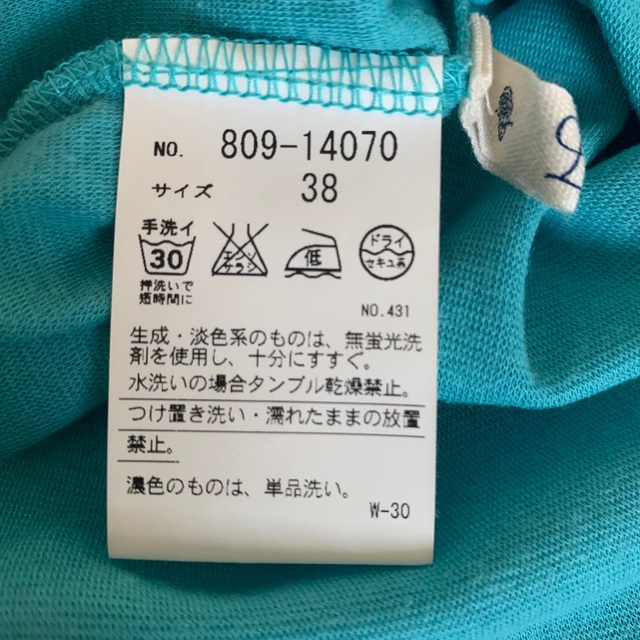 NO. 809-14070
サイズ 38
手洗イ
30
押洗いで
短時間に
エンソ
サラシ
低
ドライ
セキユ系
NO.431
生成・淡色系のものは、無蛍光洗
剤を使用し、十分にすすぐ。
水洗いの場合タンブル乾燥禁止。
つけ置き洗い・濡れたままの放置
禁止。
濃色のものは、単品洗い。
W-30